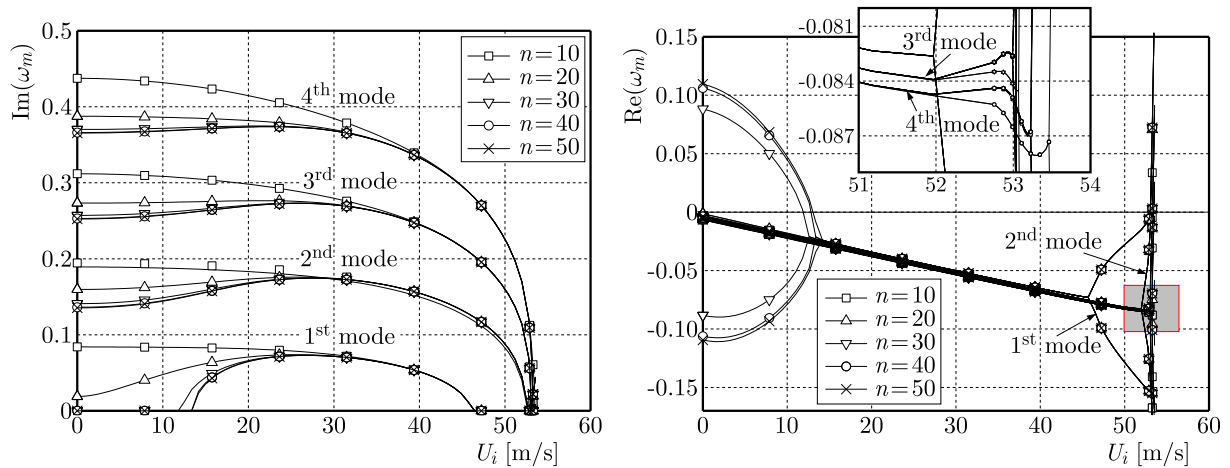 Im(ωm)
0.5
0.4
0.3
0.2
0.1
0
0 10 20 30 40 50 60
Ui [m/s]
4th mode
3rd mode
2nd mode
1st mode
n=10
n=20
n=30
n=40
n=50
Re(ωm)
0.15
0.10
0.05
0
-0.05
-0.10
-0.15
0 10 20 30 40 50 60
Ui [m/s]
3rd mode
4th mode
-0.081
-0.084
-0.087
51 52 53 54
2nd mode
1st mode
n=10
n=20
n=30
n=40
n=50